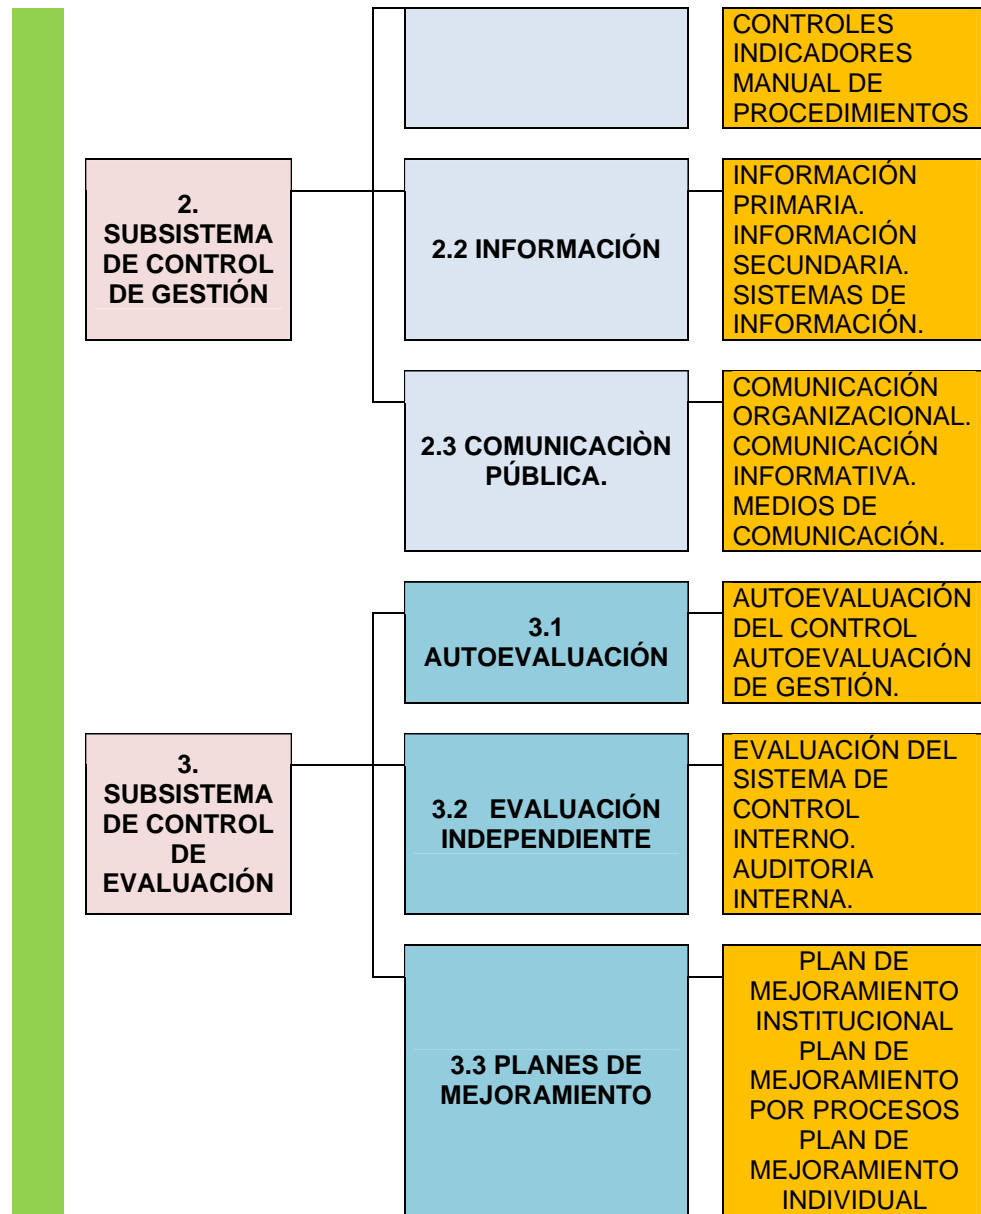 CONTROLES
INDICADORES
MANUAL DE
PROCEDIMIENTOS
2.
SUBSISTEMA
DE CONTROL
DE GESTIÓN
2.2 INFORMACIÓN
INFORMACIÓN
PRIMARIA.
INFORMACIÓN
SECUNDARIA.
SISTEMAS DE
INFORMACIÓN.
2.3 COMUNICACIÒN
PÚBLICA.
COMUNICACIÓN
ORGANIZACIONAL.
COMUNICACIÓN
INFORMATIVA.
MEDIOS DE
COMUNICACIÓN.
3.
SUBSISTEMA
DE CONTROL
DE
EVALUACIÓN
3.1
AUTOEVALUACIÓN
AUTOEVALUACIÓN
DEL CONTROL
AUTOEVALUACIÓN
DE GESTIÓN.
3.2 EVALUACIÓN
INDEPENDIENTE
EVALUACIÓN DEL
SISTEMA DE
CONTROL
INTERNO.
AUDITORIA
INTERNA.
3.3 PLANES DE
MEJORAMIENTO
PLAN DE
MEJORAMIENTO
INSTITUCIONAL
PLAN DE
MEJORAMIENTO
POR PROCESOS
PLAN DE
MEJORAMIENTO
INDIVIDUAL